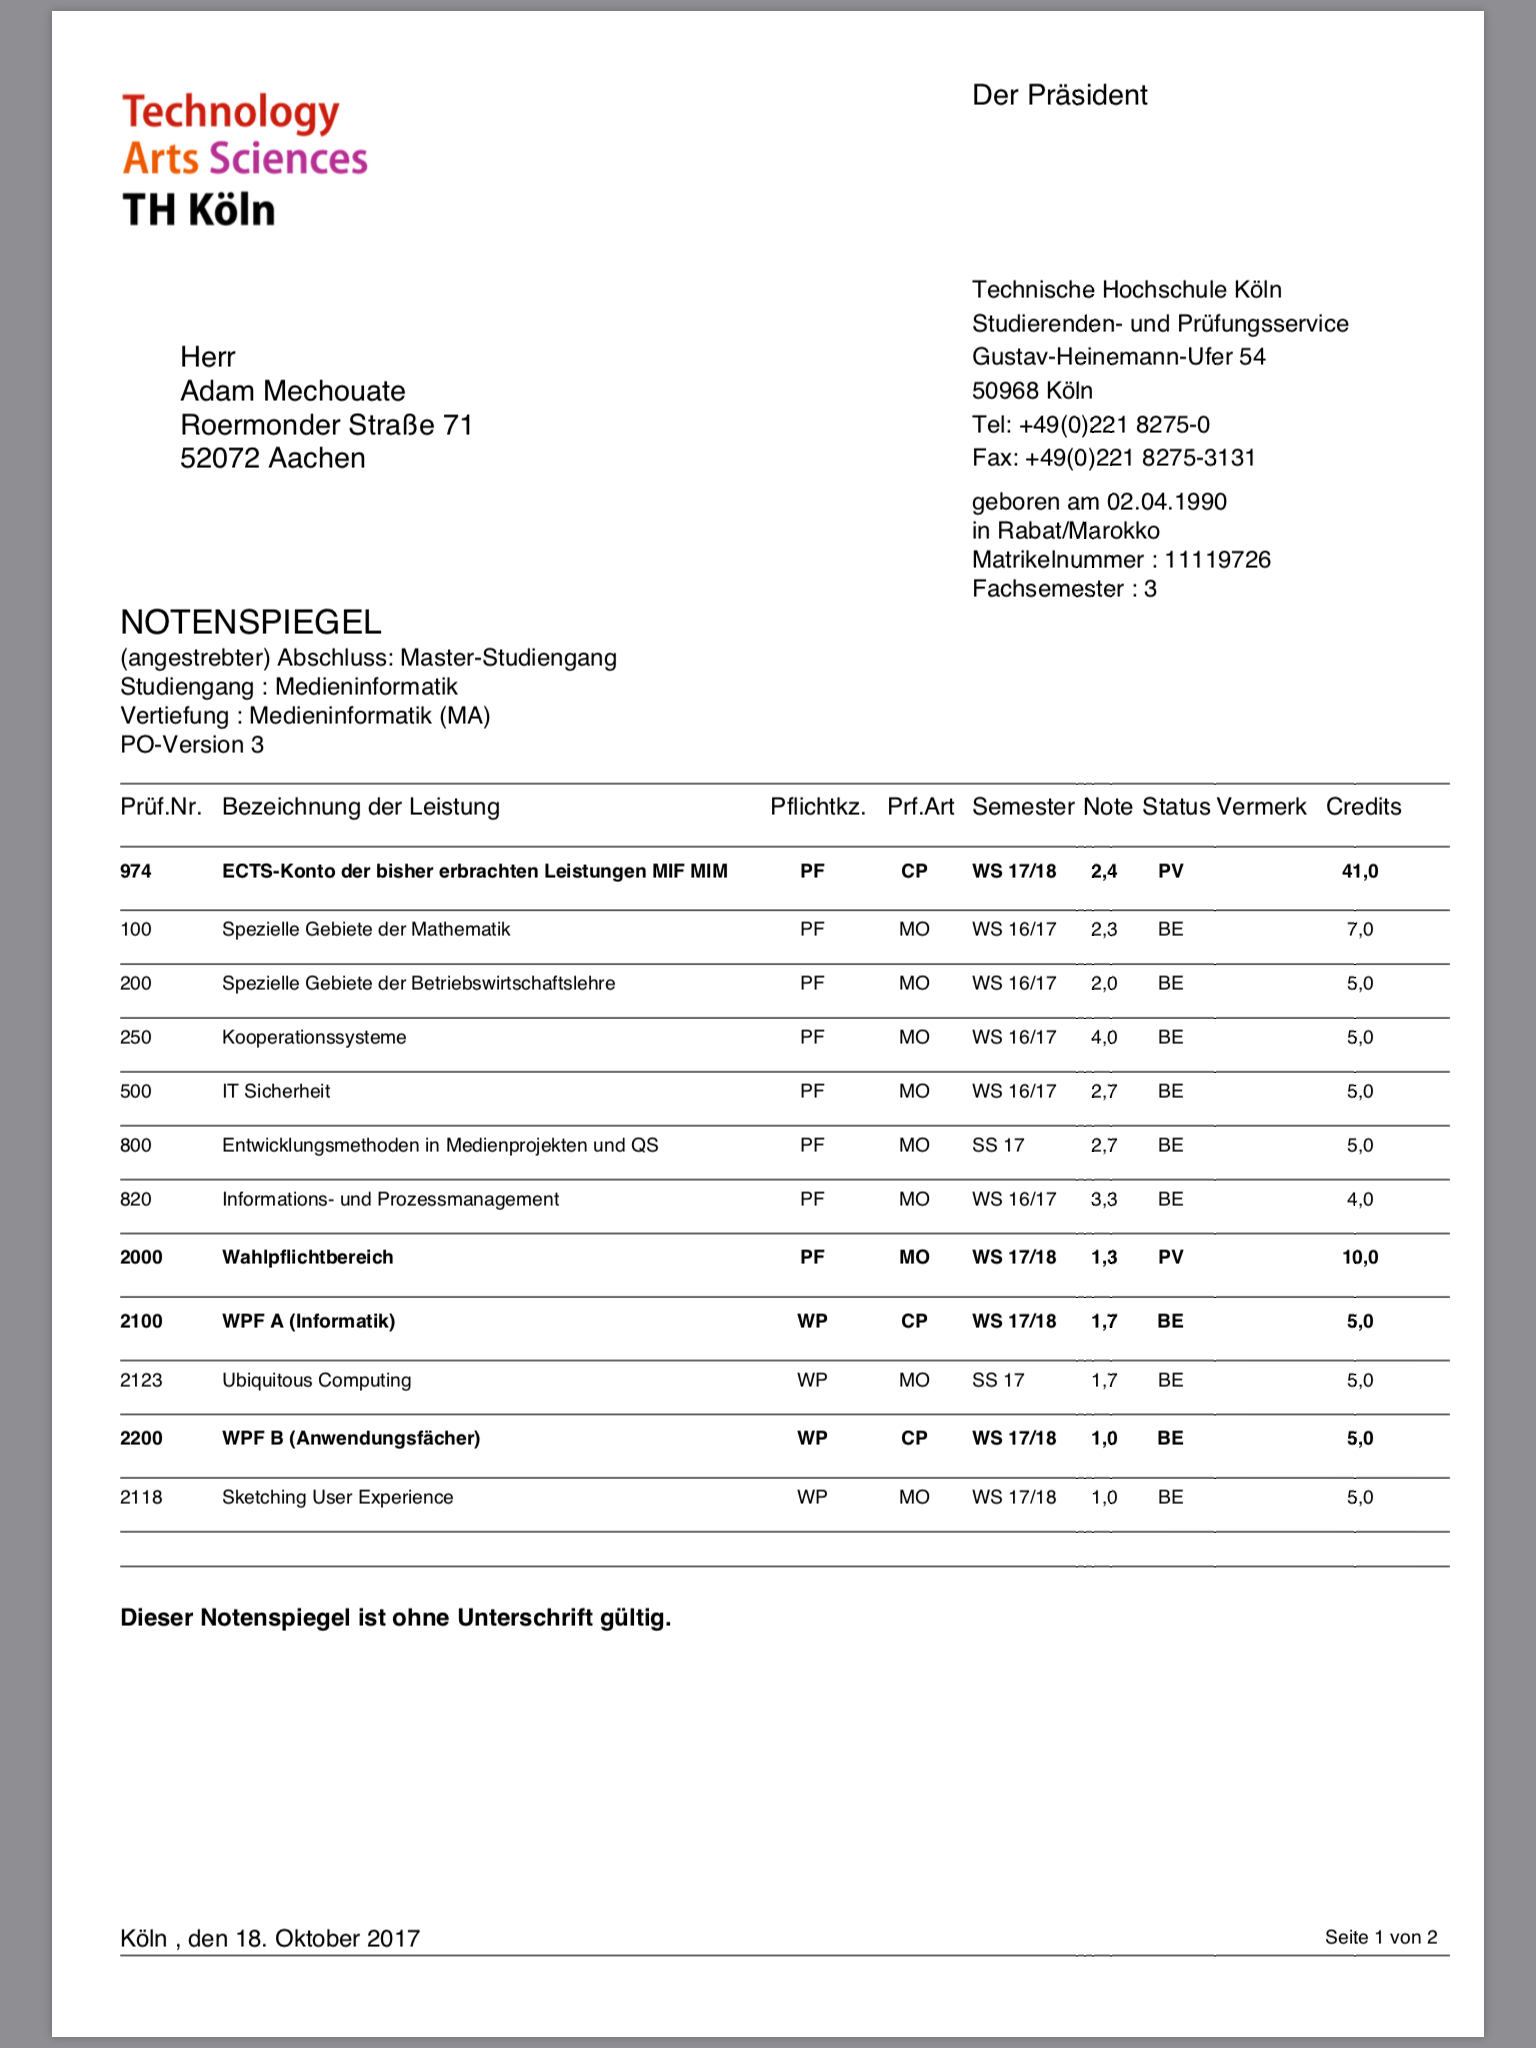 Technology
Arts Sciences
TH Köln
Der Präsident
Technische Hochschule Köln
Studierenden- und Prüfungsservice
Gustav-Heinemann-Ufer 54
50968 Köln
Tel: +49(0)221 8275-0
Fax: +49(0)221 8275-3131
Herr
Adam Mechouate
Roermonder Straße 71
52072 Aachen
geboren am 02.04.1990
in Rabat/Marokko
Matrikelnummer : 11119726
Fachsemester : 3
NOTENSPIEGEL
(angestrebter) Abschluss: Master-Studiengang
Studiengang : Medieninformatik
Vertiefung : Medieninformatik (MA)
PO-Version 3
Prüf.Nr. Bezeichnung der Leistung Pflichtkz. Prf.Art Semester Note Status Vermerk Credits
974 ECTS-Konto der bisher erbrachten Leistungen MIF MIM PF CP WS 17/18 2,4 PV 41,0
100 Spezielle Gebiete der Mathematik PF MO WS 16/17 2,3 BE 7,0
200 Spezielle Gebiete der Betriebswirtschaftslehre PF MO WS 16/17 2,0 BE 5,0
250 Kooperationssysteme PF MO WS 16/17 4,0 BE 5,0
500 IT Sicherheit PF MO WS 16/17 2,7 BE 5,0
800 Entwicklungsmethoden in Medienprojekten und QS PF MO SS 17 2,7 BE 5,0
820 Informations- und Prozessmanagement PF MO WS 16/17 3,3 BE 4,0
2000 Wahlpflichtbereich PF MO WS 17/18 1,3 PV 10,0
2100 WPF A (Informatik) WP CP WS 17/18 1,7 BE 5,0
2123 Ubiquitous Computing WP MO SS 17 1,7 BE 5,0
2200 WPF B (Anwendungsfächer) WP CP WS 17/18 1,0 BE 5,0
2118 Sketching User Experience WP MO WS 17/18 1,0 BE 5,0
Dieser Notenspiegel ist ohne Unterschrift gültig.
Köln , den 18. Oktober 2017
Seite 1 von 2